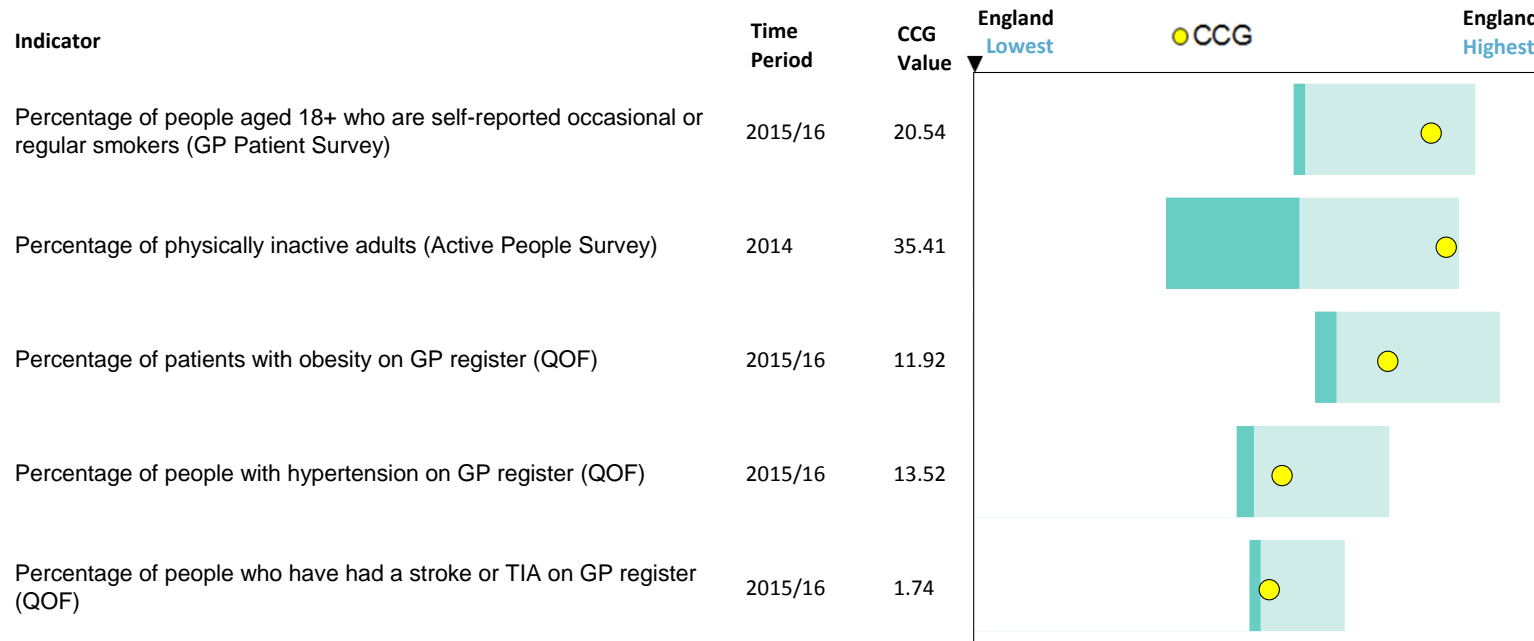 Indicator
Time
Period
CCG
Value
England
Lowest
CCG
England
Highest
Percentage of people aged 18+ who are self-reported occasional or
regular smokers (GP Patient Survey)
2015/16
20.54
Percentage of physically inactive adults (Active People Survey)
2014
35.41
Percentage of patients with obesity on GP register (QOF)
2015/16
11.92
Percentage of people with hypertension on GP register (QOF)
2015/16
13.52
Percentage of people who have had a stroke or TIA on GP register
(QOF)
2015/16
1.74